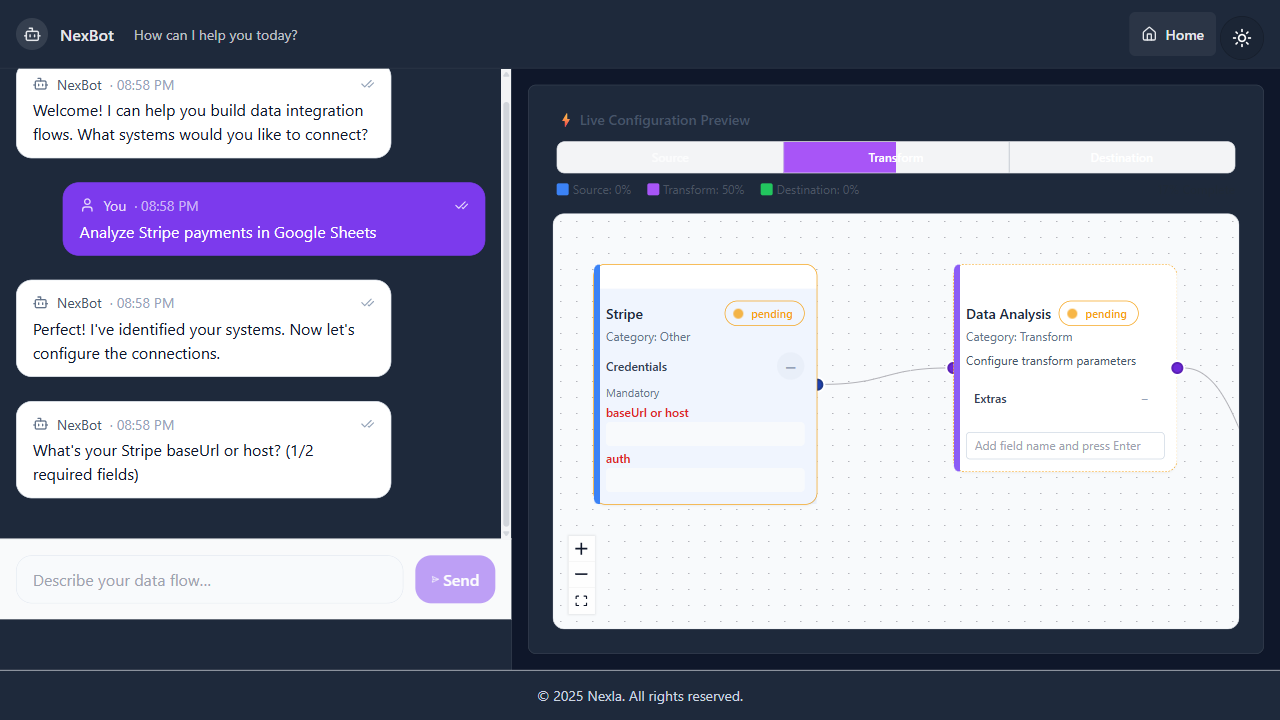 NexBot
How can I help you today?
Home
NexBot · 08:58 PM
Welcome! I can help you build data integration
flows. What systems would you like to connect?
You · 08:58 PM
Analyze Stripe payments in Google Sheets
NexBot · 08:58 PM
Perfect! I've identified your systems. Now let's
configure the connections.
NexBot · 08:58 PM
What's your Stripe baseUrl or host? (1/2
required fields)
Describe your data flow...
Send
Live Configuration Preview
Source
Transform
Destination
Source: 0%
Transform: 50%
Destination: 0%
Stripe
pending
Category: Other
Credentials
Mandatory
baseUrl or host
auth
Data Analysis
pending
Category: Transform
Configure transform parameters
Extras
Add field name and press Enter
© 2025 Nexla. All rights reserved.